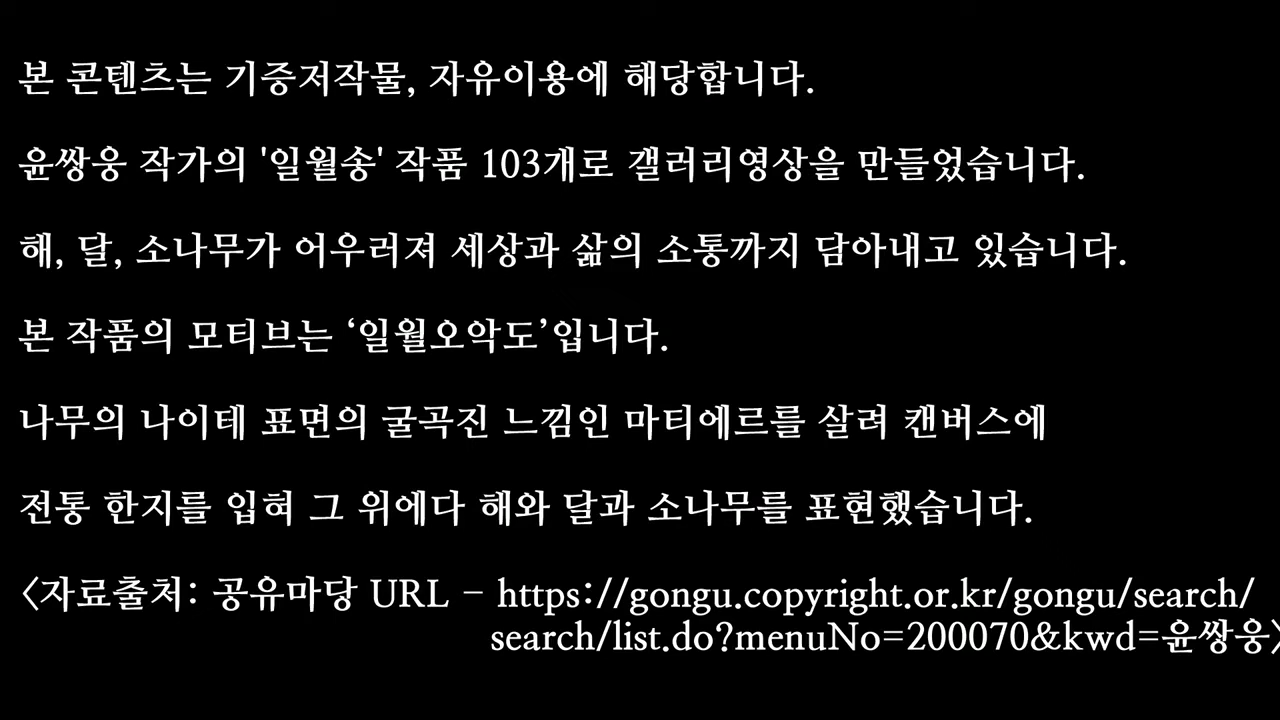 본 콘텐츠는 기증저작물, 자유이용에 해당합니다.
윤쌍웅 작가의 '일월송' 작품 103개로 갤러리영상을 만들었습니다.
해, 달, 소나무가 어우러져 세상과 삶의 소통까지 담아내고 있습니다.
본 작품의 모티브는 ‘일월오악도’입니다.
나무의 나이테 표면의 굴곡진 느낌인 마티에르를 살려 캔버스에
전통 한지를 입혀 그 위에다 해와 달과 소나무를 표현했습니다.
<자료출처: 공유마당 URL - https://gongu.copyright.or.kr/gongu/search/
search/list.do?menuNo=200070&kwd=윤쌍웅>